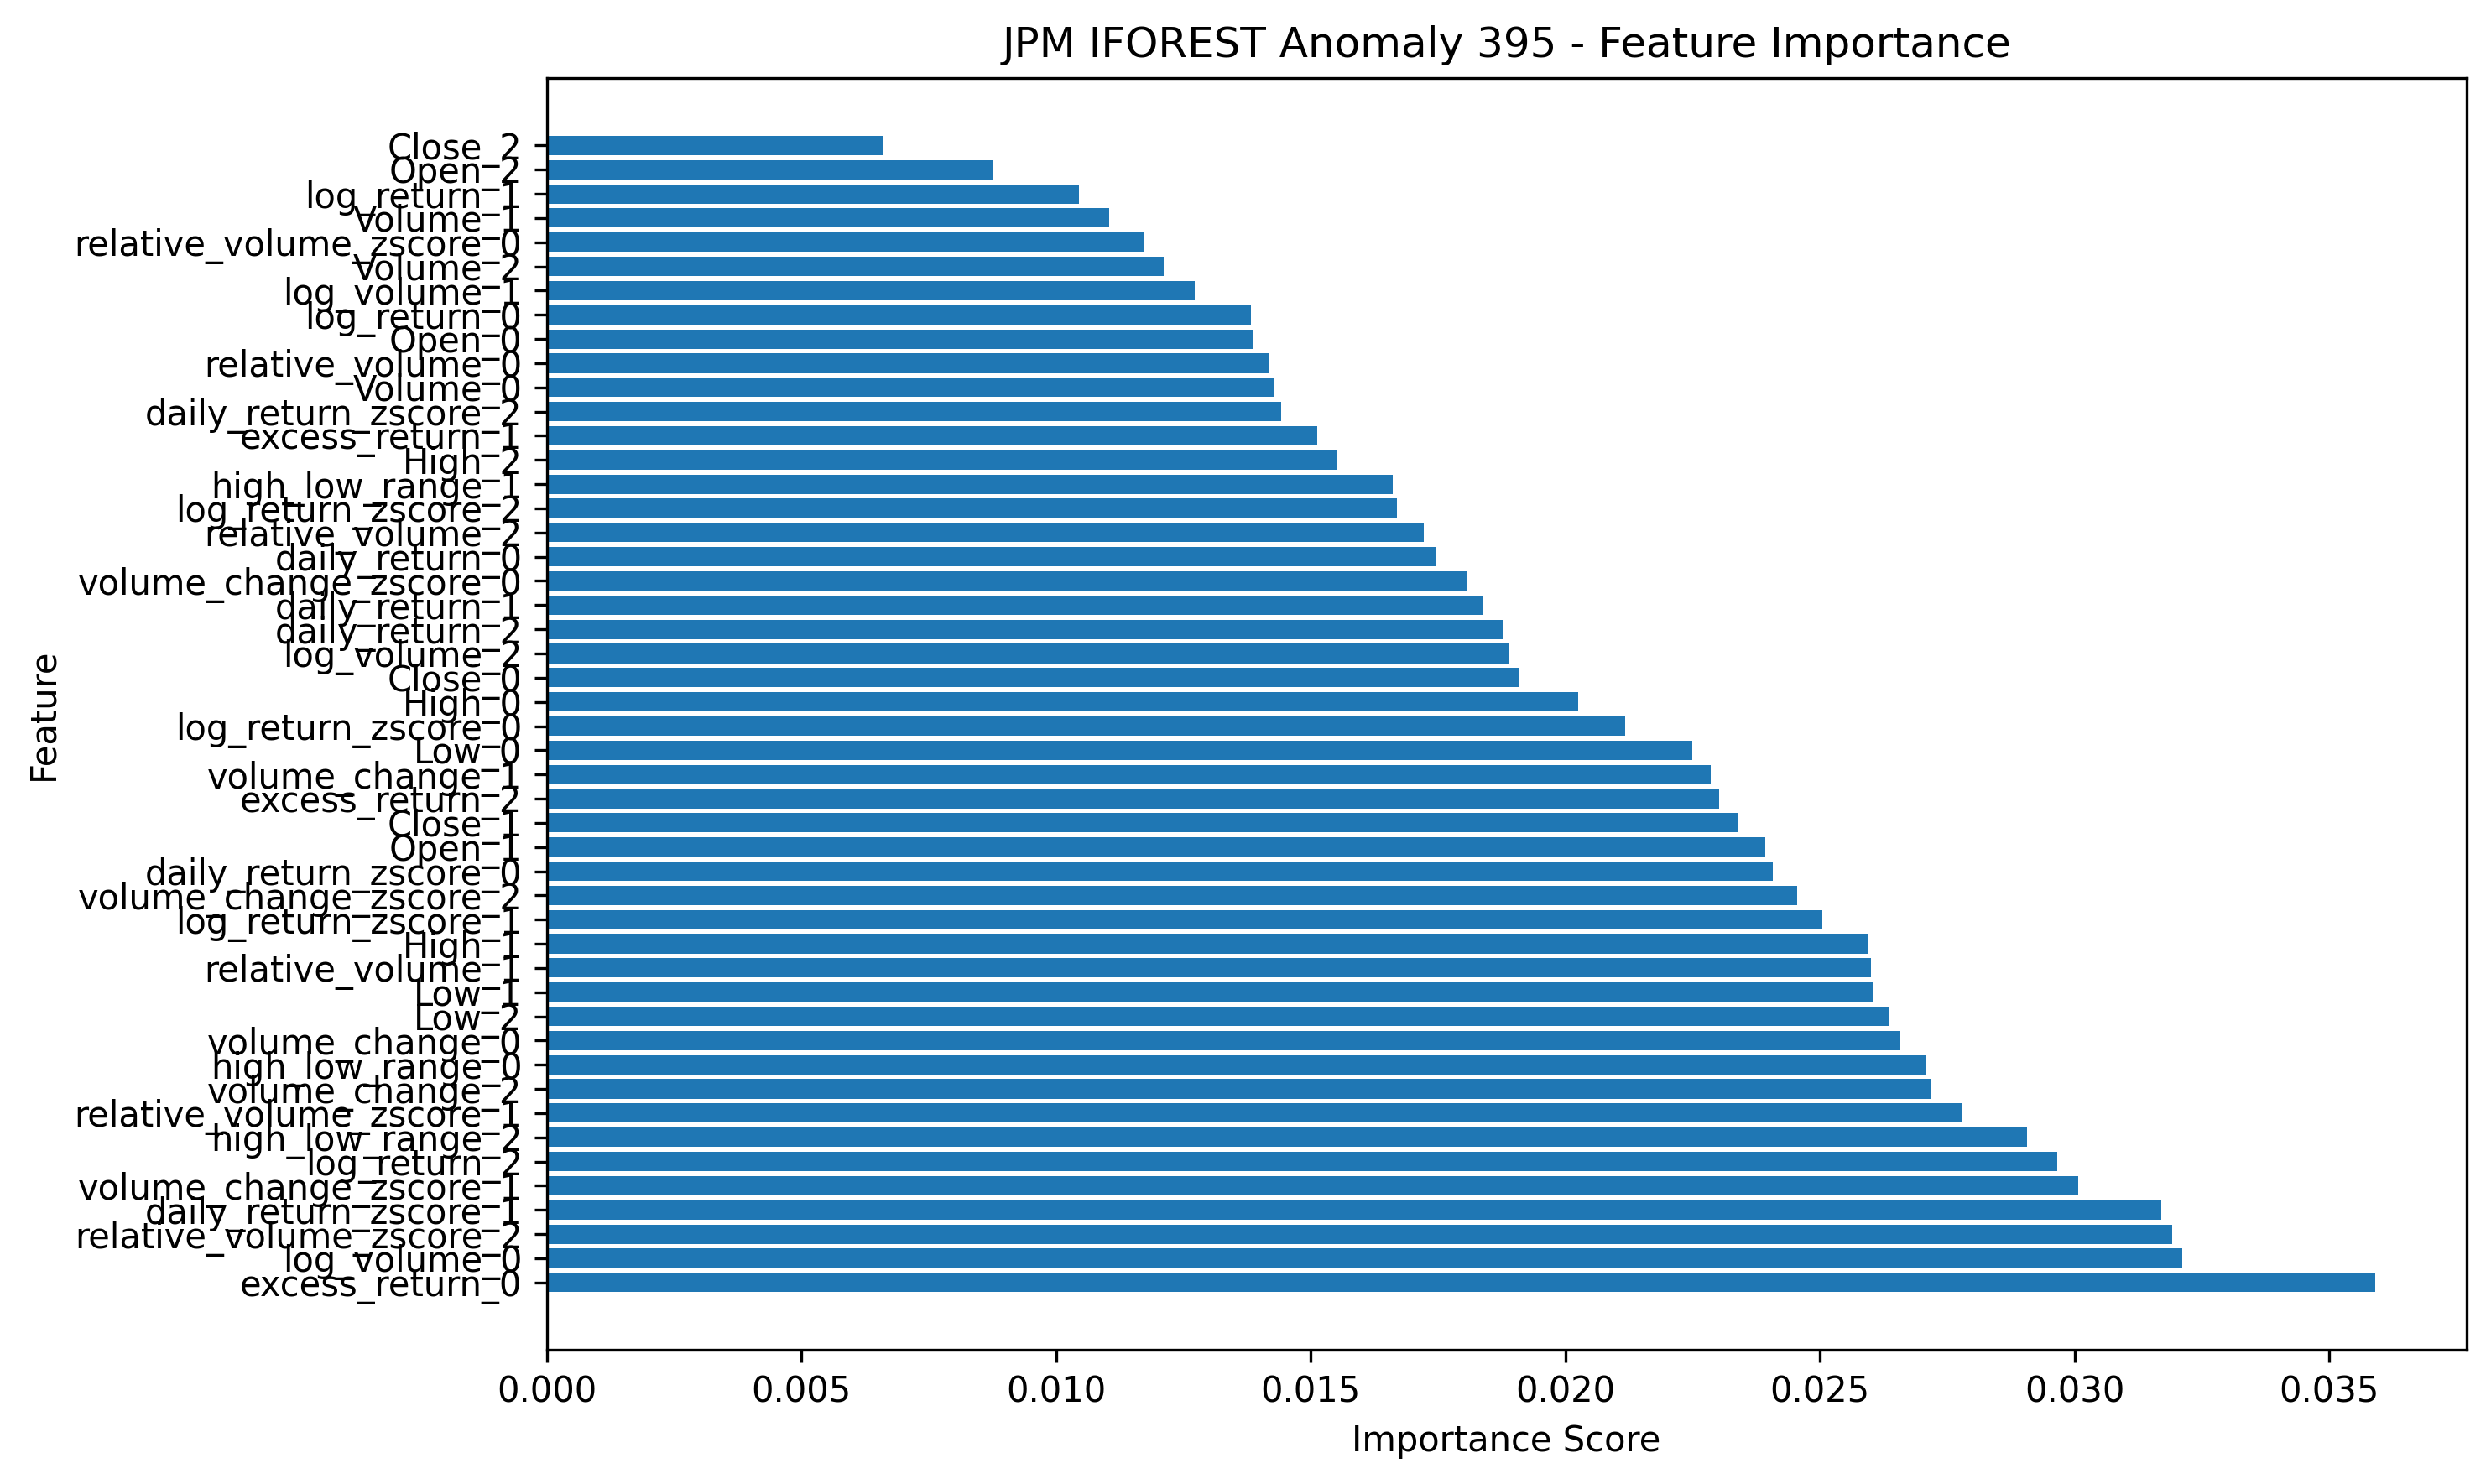 JPM IFOREST Anomaly 395 - Feature Importance
Close_2
Open_2
log_return_1
Volume_1
relative_volume_zscore_0
Volume_2
log_volume_1
log_return_0
Open_0
relative_volume_0
Volume_0
daily_return_zscore_2
excess_return_1
High_2
high_low_range_1
log_return_zscore_2
relative_volume_2
daily_return_0
volume_change_zscore_0
daily_return_1
daily_return_2
log_volume_2
Close_0
High_0
log_return_zscore_0
Low_0
volume_change_1
excess_return_2
Close_1
Open_1
daily_return_zscore_0
volume_change_zscore_2
log_return_zscore_1
High_1
relative_volume_1
Low_1
Low_2
volume_change_0
high_low_range_0
volume_change_2
relative_volume_zscore_1
high_low_range_2
log_return_2
volume_change_zscore_1
daily_return_zscore_1
relative_volume_zscore_2
log_volume_0
excess_return_0
Feature
0.000 0.005 0.010 0.015 0.020 0.025 0.030 0.035
Importance Score